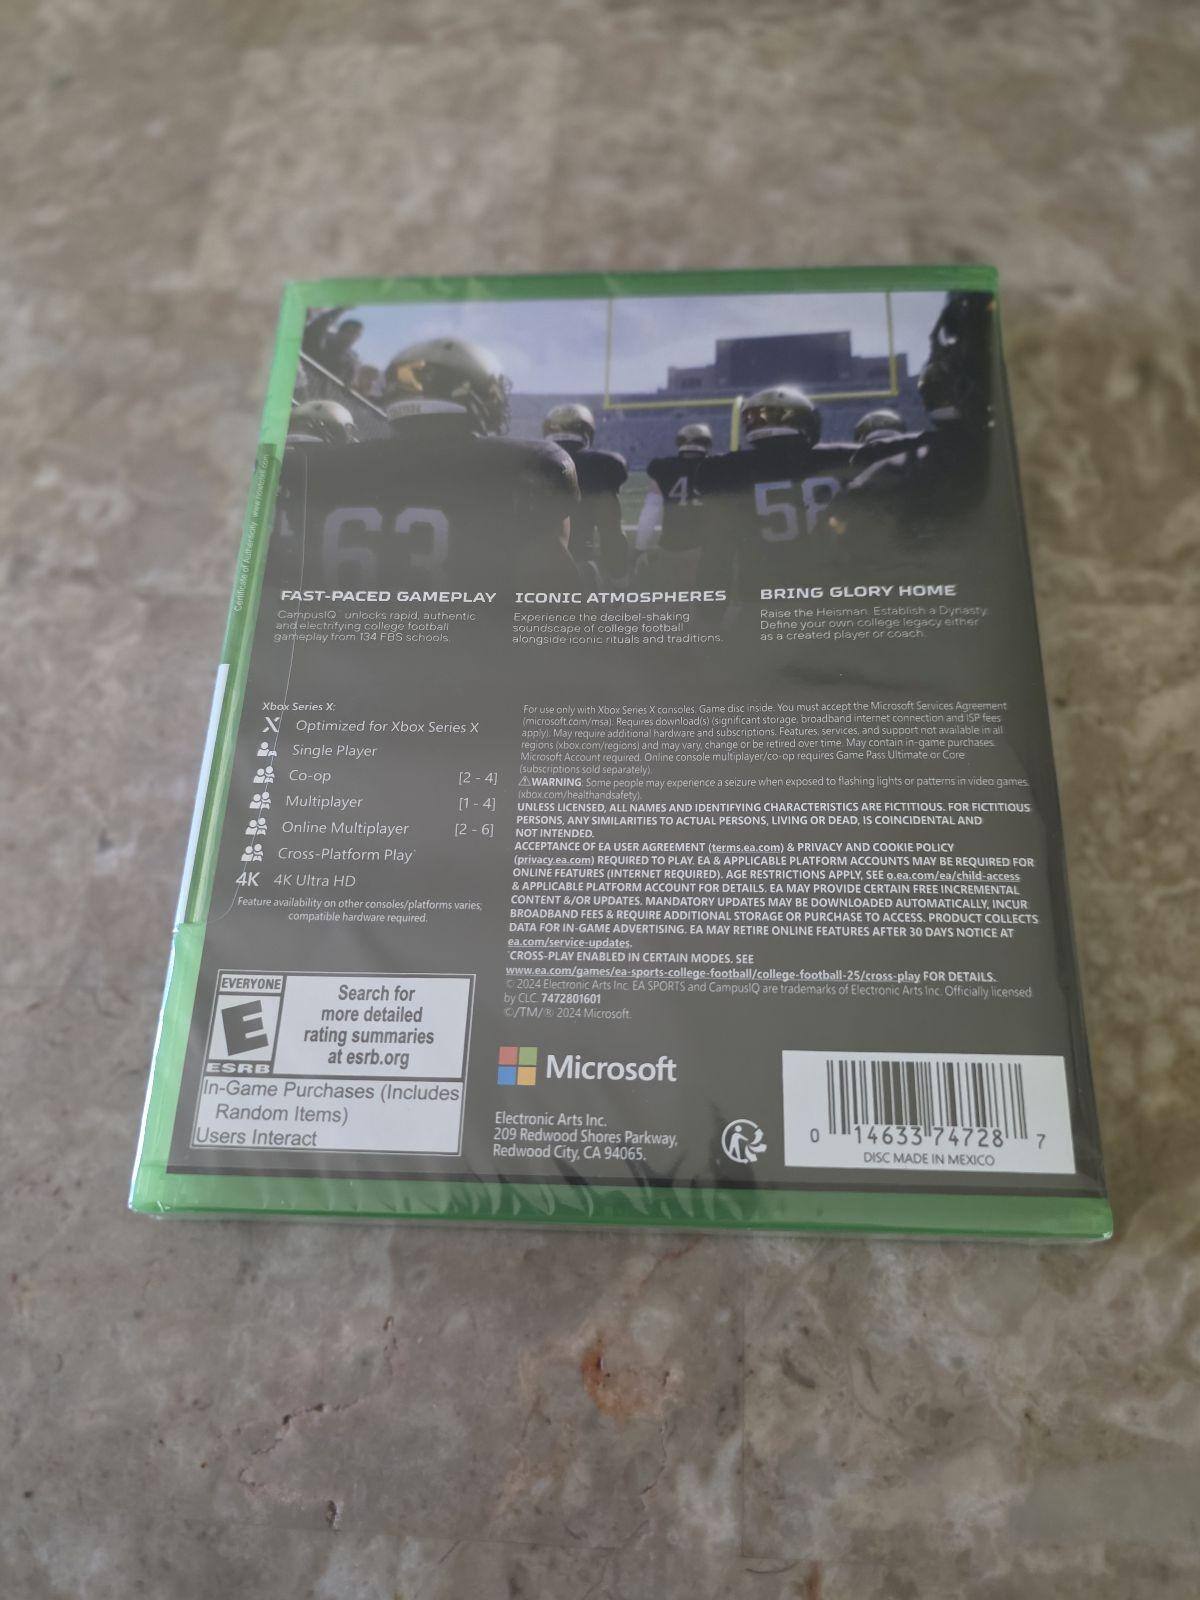 63
4
58
Certificate of Authenticity
FAST-PACED GAMEPLAY
CampusIQ™ unlocks rapid, authentic
and electrifying college football
gameplay from 134 FBS schools.
ICONIC ATMOSPHERES
Experience the decibel-shaking
soundscape of college football
alongside iconic rituals and traditions.
BRING GLORY HOME
Raise the Heisman. Establish a Dynasty.
Define your own college legacy either
as a created player or coach.
Xbox Series X:
Optimized for Xbox Series X
Single Player
Co-op [2 - 4]
Multiplayer [1 - 4]
Online Multiplayer [2 - 6]
Cross-Platform Play*
4K 4K Ultra HD
Feature availability on other consoles/platforms varies;
compatible hardware required.
For use only with Xbox Series X consoles. Game disc inside. You must accept the Microsoft Services Agreement
(microsoft.com/msa). Requires download(s) (significant storage, broadband internet connection and ISP fees
apply). May require additional hardware and subscriptions. Features, services, and support not available in all
regions (xbox.com/regions) and may vary, change or be retired over time. May contain in-game purchases.
Microsoft Account required. Online console multiplayer/co-op requires Game Pass Ultimate or Core
(subscriptions sold separately).
⚠WARNING: Some people may experience a seizure when exposed to flashing lights or patterns in video games.
(xbox.com/healthandsafety).
UNLESS LICENSED, ALL NAMES AND IDENTIFYING CHARACTERISTICS ARE FICTITIOUS. FOR FICTITIOUS
PERSONS, ANY SIMILARITIES TO ACTUAL PERSONS, LIVING OR DEAD, IS COINCIDENTAL AND
NOT INTENDED.
ACCEPTANCE OF EA USER AGREEMENT (terms.ea.com) & PRIVACY AND COOKIE POLICY
(privacy.ea.com) REQUIRED TO PLAY. EA & APPLICABLE PLATFORM ACCOUNTS MAY BE REQUIRED FOR
ONLINE FEATURES (INTERNET REQUIRED). AGE RESTRICTIONS APPLY, SEE o.ea.com/ea/child-access
& APPLICABLE PLATFORM ACCOUNT FOR DETAILS. EA MAY PROVIDE CERTAIN FREE INCREMENTAL
CONTENT &/OR UPDATES. MANDATORY UPDATES MAY BE DOWNLOADED AUTOMATICALLY, INCUR
BROADBAND FEES & REQUIRE ADDITIONAL STORAGE OR PURCHASE TO ACCESS. PRODUCT COLLECTS
DATA FOR IN-GAME ADVERTISING. EA MAY RETIRE ONLINE FEATURES AFTER 30 DAYS NOTICE AT
ea.com/service-updates.
*CROSS-PLAY ENABLED IN CERTAIN MODES. SEE
www.ea.com/games/ea-sports-college-football/college-football-25/cross-play FOR DETAILS.
© 2024 Electronic Arts Inc. EA SPORTS and CampusIQ are trademarks of Electronic Arts Inc. Officially licensed
by CLC. 7472801601
©/TM/® 2024 Microsoft.
EVERYONE
E
ESRB
Search for
more detailed
rating summaries
at esrb.org
In-Game Purchases (Includes
Random Items)
Users Interact
Microsoft
Electronic Arts Inc.
209 Redwood Shores Parkway,
Redwood City, CA 94065.
0 14633 74728 7
DISC MADE IN MEXICO